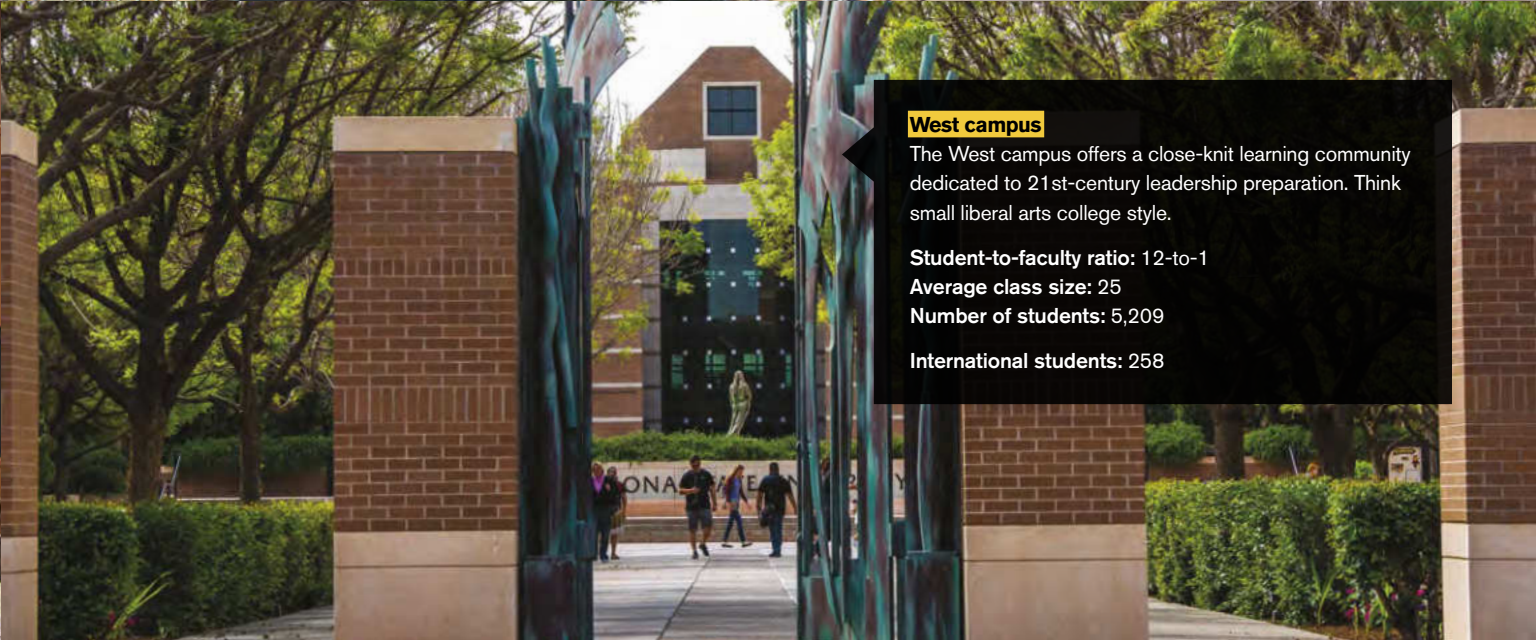 West campus
The West campus offers a close-knit learning community
dedicated to 21st-century leadership preparation. Think
small liberal arts college style.
Student-to-faculty ratio: 12-to-1
Average class size: 25
Number of students: 5,209
International students: 258